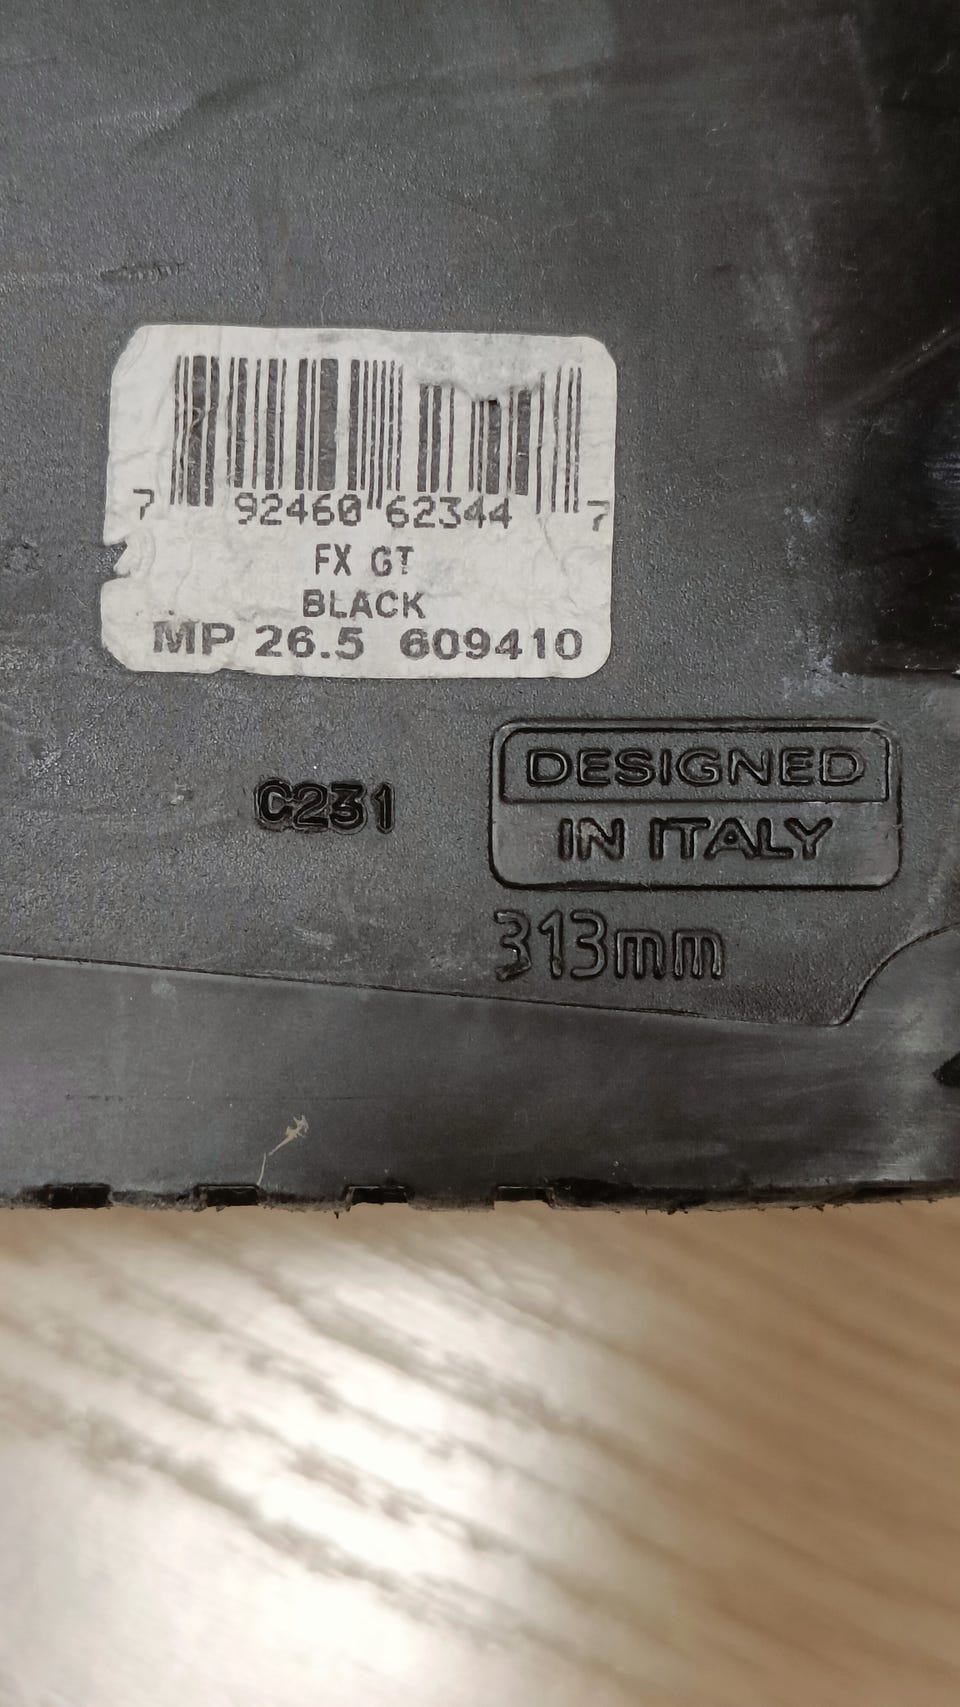 7 92460 62344 7
FX GT
BLACK
MP 26.5 609410
C231
DESIGNED
IN ITALY
313mm